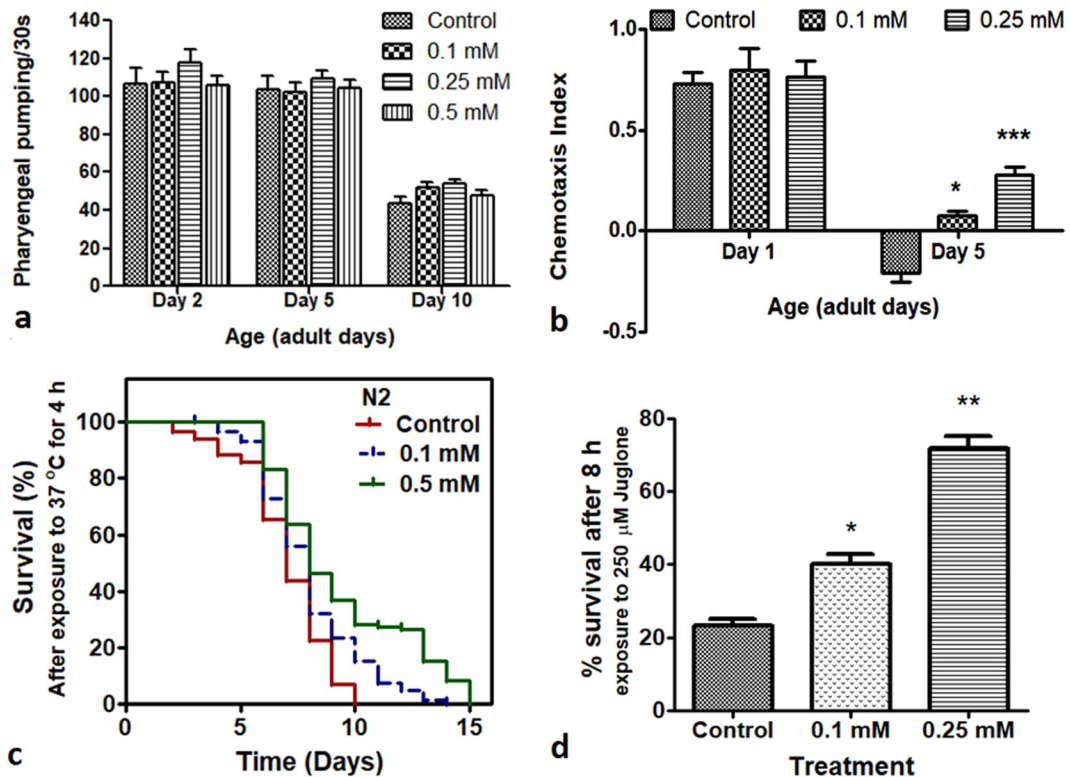 Pharyengeal pumping/30s
140
120
100
80
60
40
20
0
Control
0.1 mM
0.25 mM
0.5 mM
Day 2 Day 5 Day 10
Age (adult days)
a
Control 0.1 mM 0.25 mM
Chemotaxis Index
1.0
0.5
0.0
-0.5
*
***
Day 1 Day 5
Age (adult days)
b
Survival (%)
After exposure to 37 °C for 4 h
100
80
60
40
20
0
N2
Control
0.1 mM
0.5 mM
0 5 10 15
Time (Days)
c
% survival after 8 h
exposure to 250 µM Juglone
80
60
40
20
0
*
**
Control 0.1 mM 0.25 mM
Treatment
d